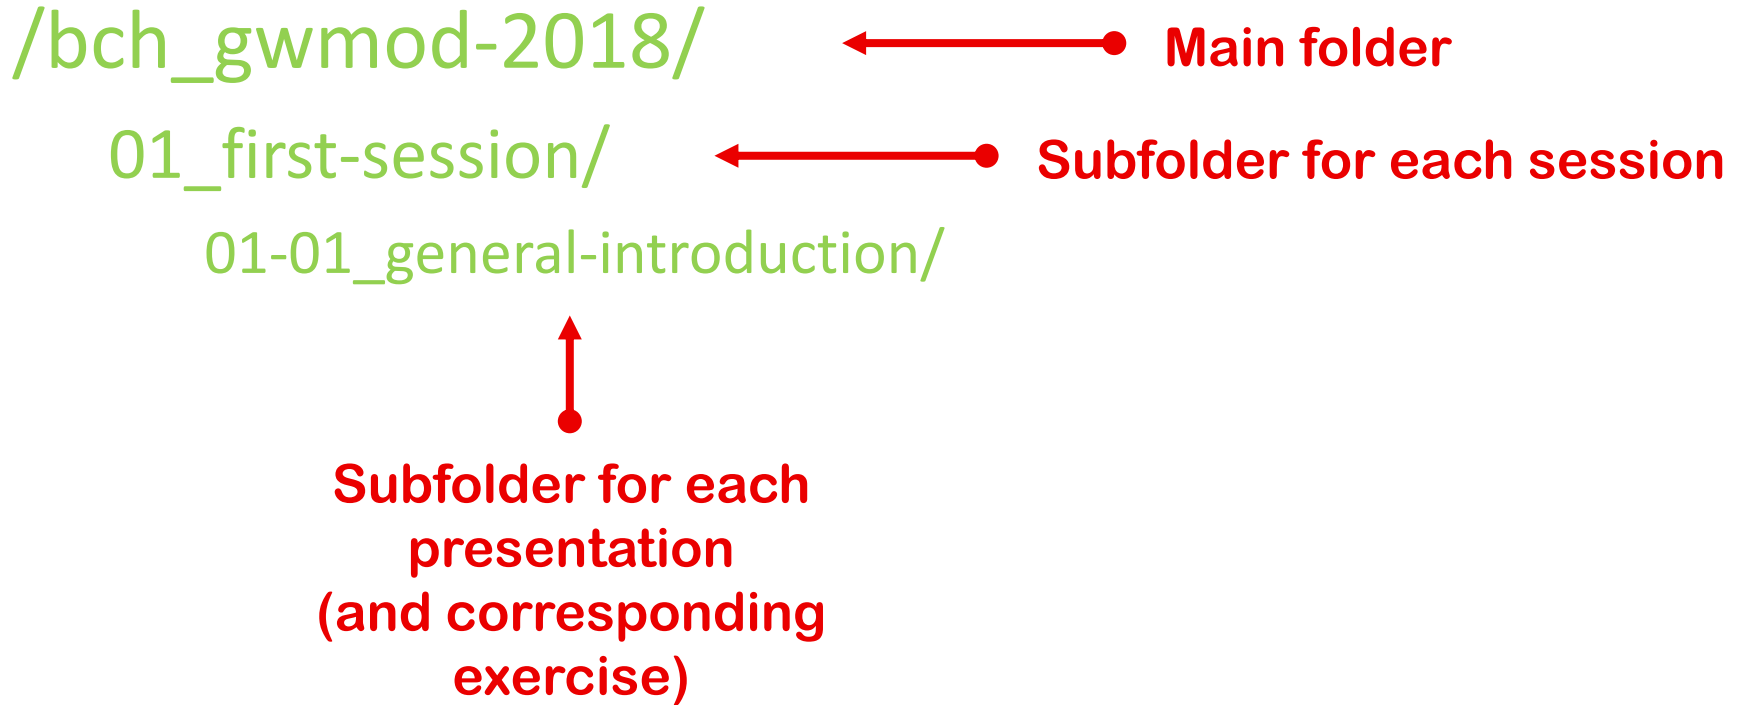 /bch_gwmod-2018/
Main folder
01_first-session/
Subfolder for each session
01-01_general-introduction/
Subfolder for each
presentation
(and corresponding
exercise)